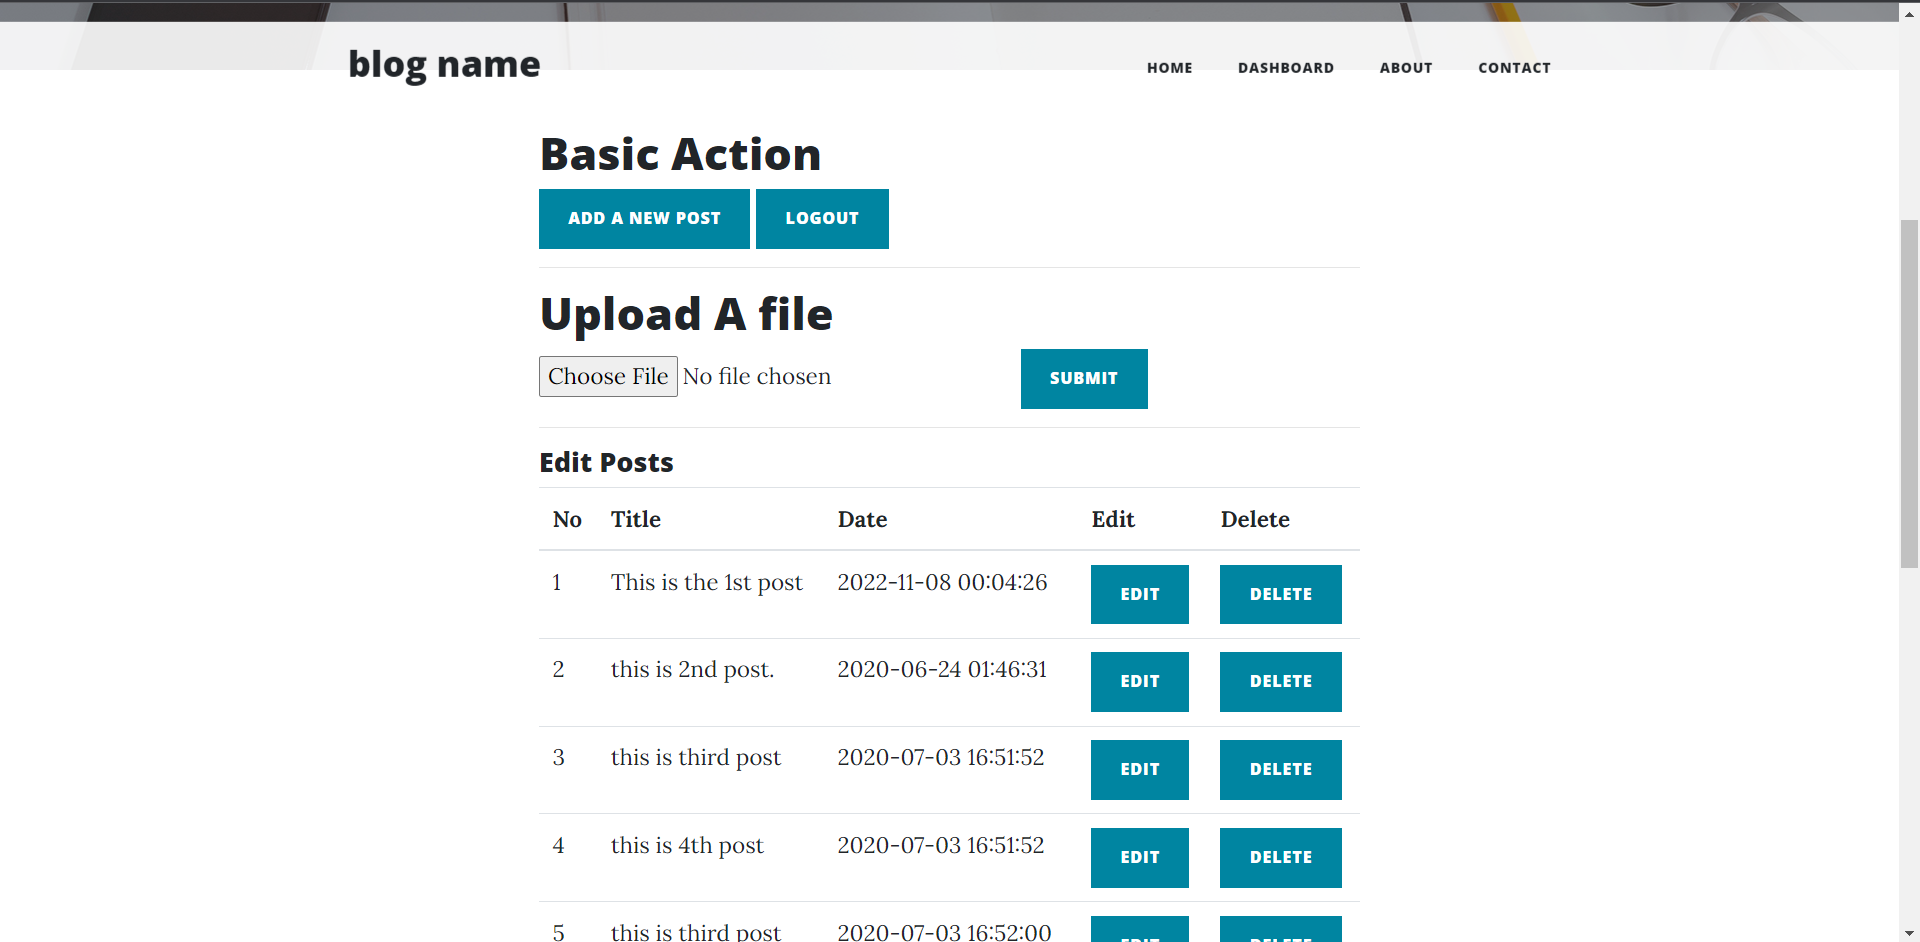 blog name HOME DASHBOARD ABOUT CONTACT
Basic Action
ADD A NEW POST LOGOUT
Upload A file
Choose File No file chosen SUBMIT
Edit Posts
No Title Date Edit Delete
1 This is the 1st post 2022-11-08 00:04:26 EDIT DELETE
2 this is 2nd post. 2020-06-24 01:46:31 EDIT DELETE
3 this is third post 2020-07-03 16:51:52 EDIT DELETE
4 this is 4th post 2020-07-03 16:51:52 EDIT DELETE
5 this is third post 2020-07-03 16:52:00 EDIT DELETE